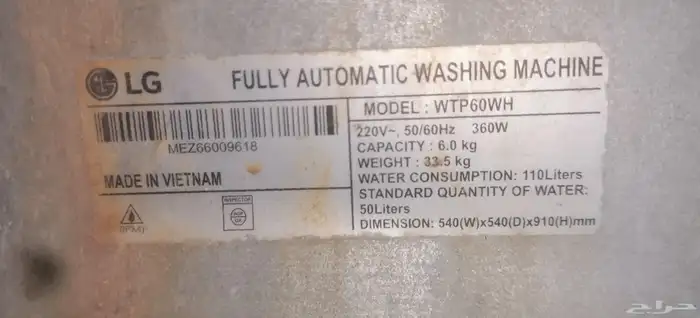 LG FULLY AUTOMATIC WASHING MACHINE
MEZ66009618
MADE IN VIETNAM
INSPECTOR
MODEL : WTP60WH
220V~, 50/60Hz 360W
CAPACITY : 6.0 kg
WEIGHT : 33.5 kg
WATER CONSUMPTION: 110Liters
STANDARD QUANTITY OF WATER:
50Liters
DIMENSION: 540(W)x540(D)x910(H)mm
حراج